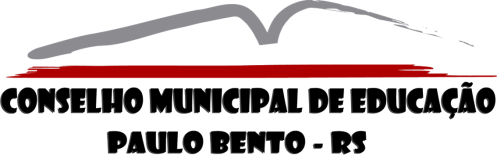 CONSELHO MUNICIPAL DE EDUCAÇÃO
PAULO BENTO - RS